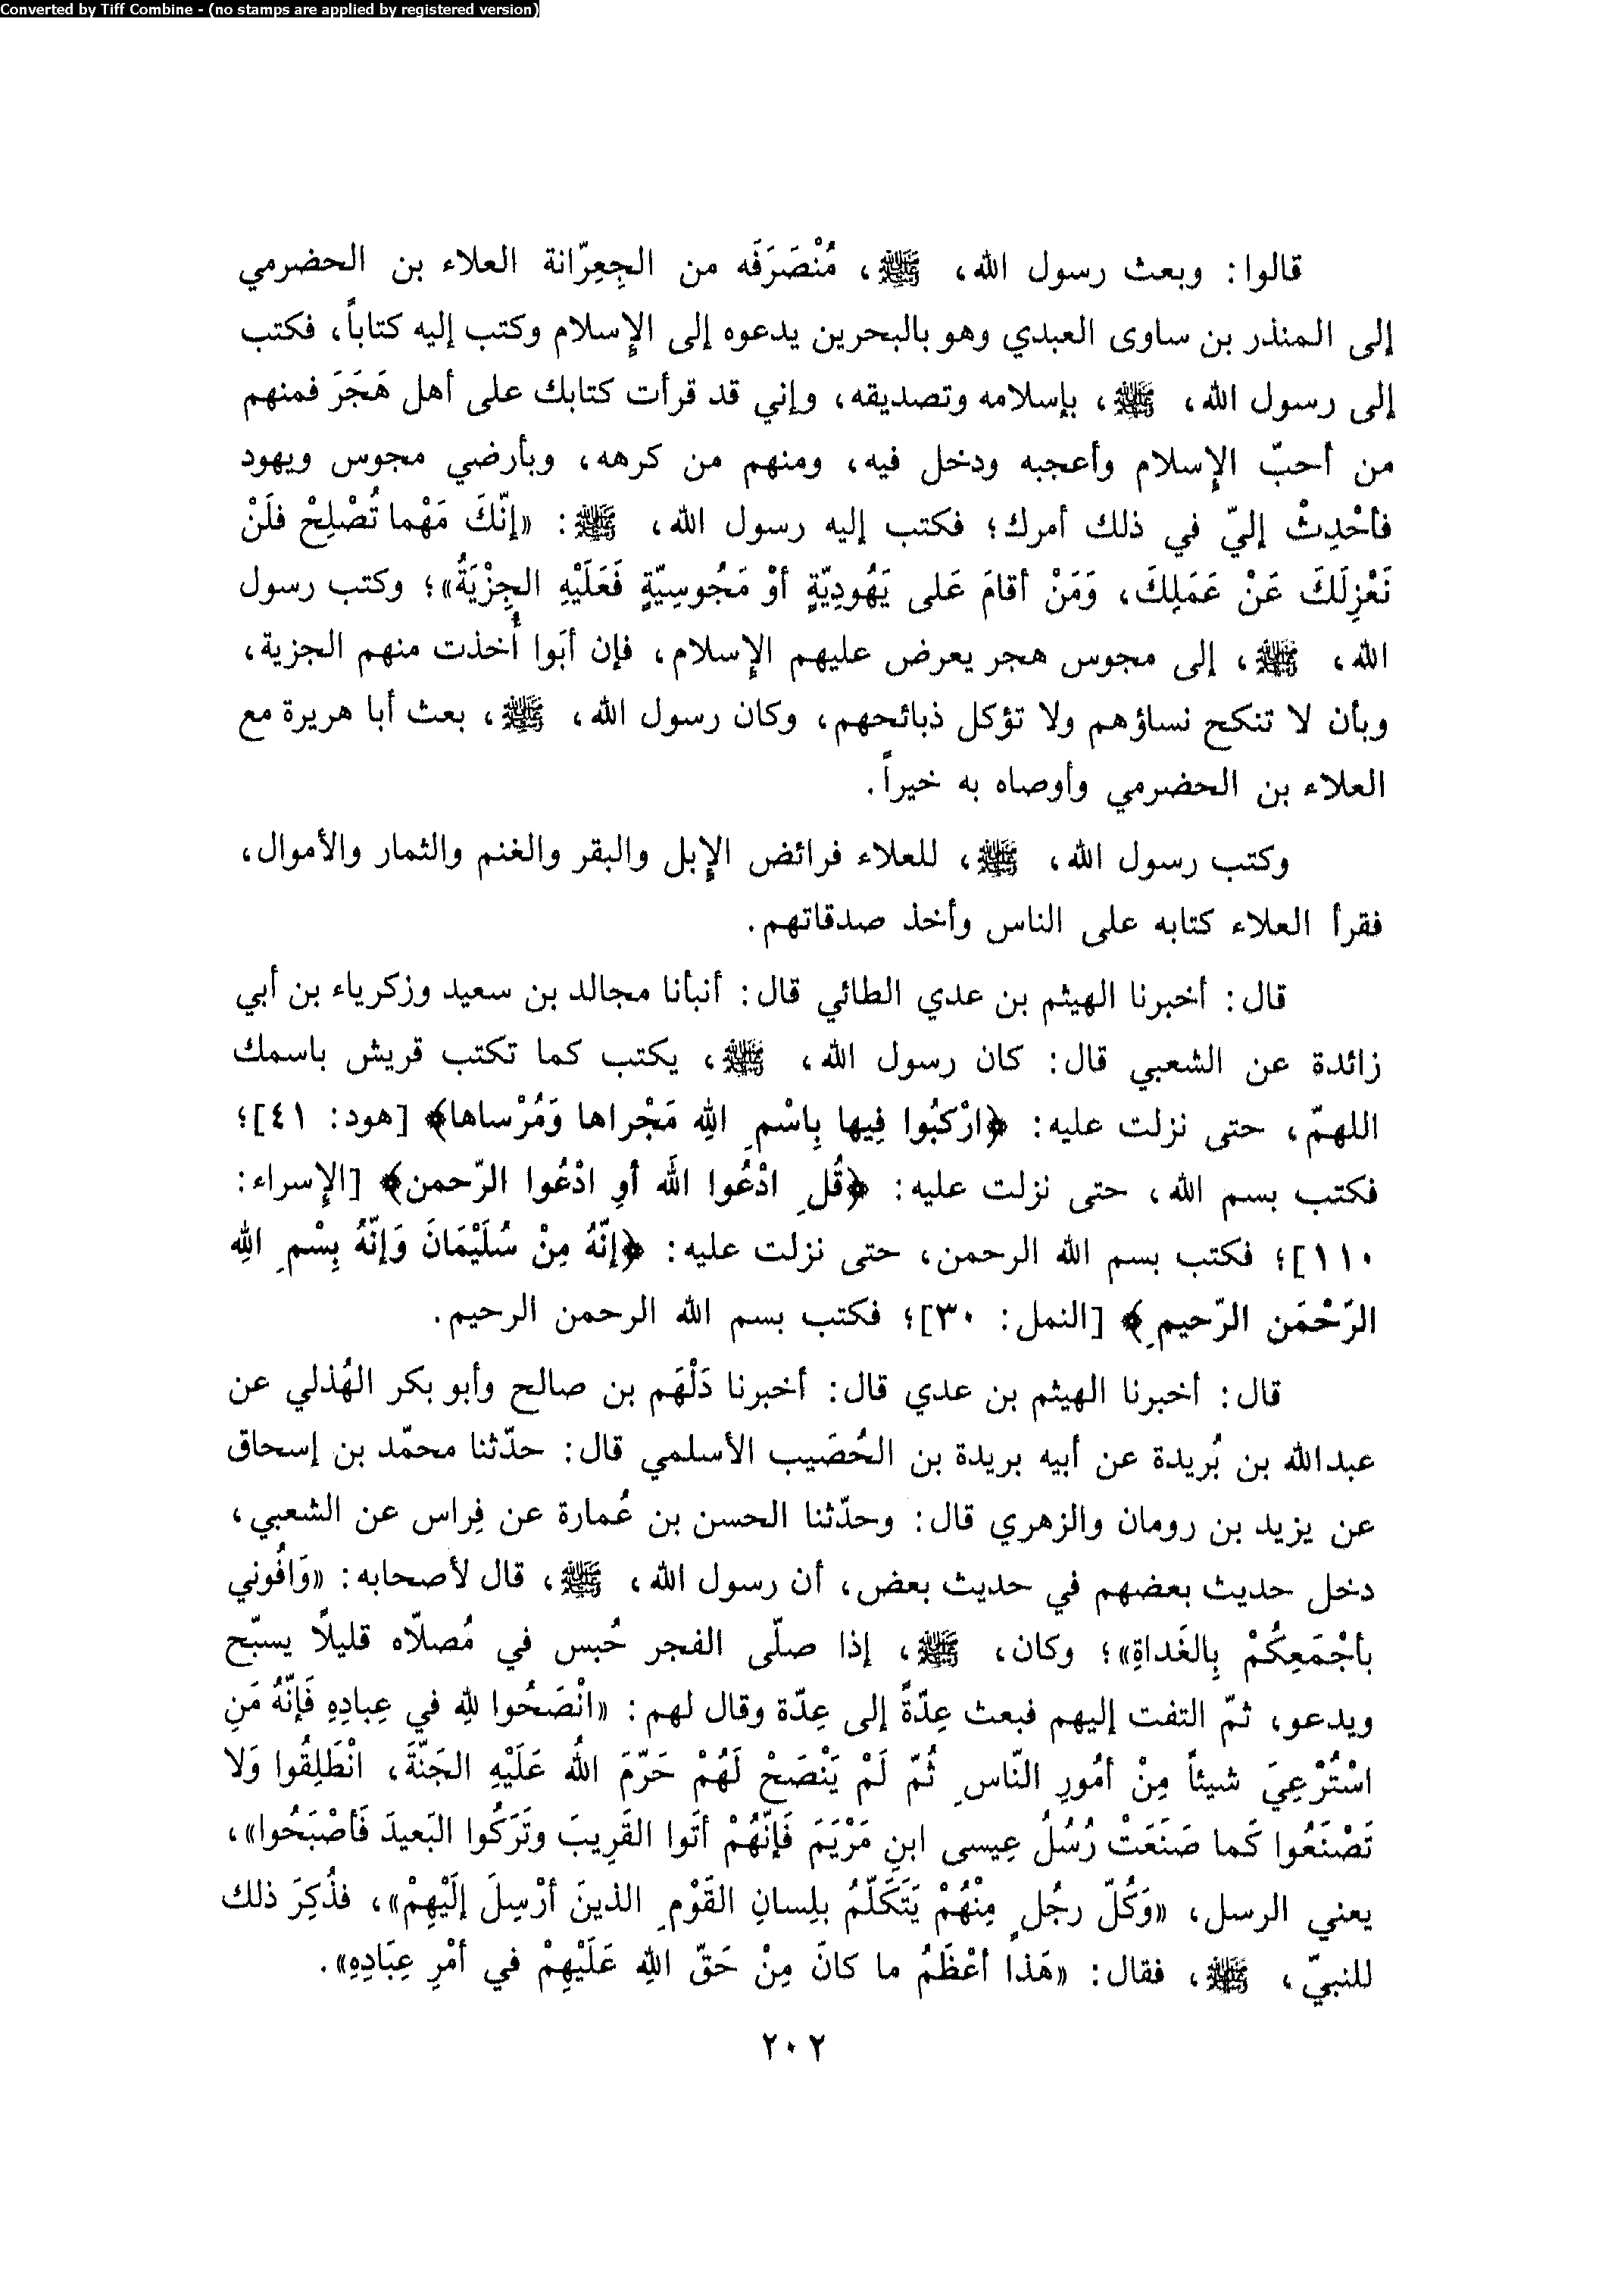 Converted by Tiff Combine - (no stamps are applied by registered version)
قالوا: وبعث رسول الله، ﷺ، مُنْصَرَفَه من الجِعِرّانة العلاء بن الحضرمي
إلى المنذر بن ساوى العبدي وهو بالبحرين يدعوه إلى الإسلام وكتب إليه كتاباً، فكتب
إلى رسول الله، ﷺ، بإسلامه وتصديقه، وإني قد قرأت كتابك على أهل هَجَرَ فمنهم
من أحبّ الإسلام وأعجبه ودخل فيه، ومنهم من كرهه، وبأرضي مجوس ويهود
فأحْدِثْ إليّ في ذلك أمرك؛ فكتب إليه رسول الله، ﷺ: «إنّكَ مَهْما تُصْلِحْ فلَنْ
نَعْزِلَكَ عَنْ عَمَلِكَ، وَمَنْ أقامَ عَلى يَهُودِيّةٍ أوْ مَجُوسِيّةٍ فَعَلَيْهِ الجِزْيَةُ»؛ وكتب رسول
الله، ﷺ، إلى مجوس هجر يعرض عليهم الإسلام، فإن أبَوا أُخذت منهم الجزية،
وبأن لا تنكح نساؤهم ولا تؤكل ذبائحهم، وكان رسول الله، ﷺ، بعث أبا هريرة مع
العلاء بن الحضرمي وأوصاه به خيراً.
وكتب رسول الله، ﷺ، للعلاء فرائض الإبل والبقر والغنم والثمار والأموال،
فقرأ العلاء كتابه على الناس وأخذ صدقاتهم.
قال: أخبرنا الهيثم بن عدي الطائي قال: أنبأنا مجالد بن سعيد وزكرياء بن أبي
زائدة عن الشعبي قال: كان رسول الله، ﷺ، يكتب كما تكتب قريش باسمك
اللهمّ، حتى نزلت عليه: ﴿ارْكبُوا فِيها بِاسْمِ اللهِ مَجْراها وَمُرْساها﴾ [هود: ٤١]؛
فكتب بسم الله، حتى نزلت عليه: ﴿قُلِ ادْعُوا اللهَ أوِ ادْعُوا الرّحمن﴾ [الإسراء:
١١٠]؛ فكتب بسم الله الرحمن، حتى نزلت عليه: ﴿إنّهُ مِنْ سُلَيْمَانَ وَإنّهُ بِسْمِ اللهِ
الرّحْمَن الرّحيمِ﴾ [النمل: ٣٠]؛ فكتب بسم الله الرحمن الرحيم.
قال: أخبرنا الهيثم بن عدي قال: أخبرنا دَلْهَم بن صالح وأبو بكر الهُذلي عن
عبدالله بن بُريدة عن أبيه بريدة بن الحُصَيب الأسلمي قال: حدّثنا محمّد بن إسحاق
عن يزيد بن رومان والزهري قال: وحدّثنا الحسن بن عُمارة عن فِراس عن الشعبي،
دخل حديث بعضهم في حديث بعض، أن رسول الله، ﷺ، قال لأصحابه: «وَافُوني
بأجْمَعِكُمْ بِالغَداةِ»؛ وكان، ﷺ، إذا صلّى الفجر حُبس في مُصلاّه قليلاً يسبّح
ويدعو، ثمّ التفت إليهم فبعث عِدّةً إلى عِدّة وقال لهم: «انْصَحُوا للهِ في عِبادِهِ فَإنّهُ مَنِ
اسْتُرْعِيَ شيئاً مِنْ أمُورِ النّاسِ ثُمّ لَمْ يَنْصَحْ لَهُمْ حَرّمَ اللهُ عَلَيْهِ الجَنّةَ، انْطَلِقُوا وَلا
تَصْنَعُوا كَما صَنَعَتْ رُسُلُ عِيسى ابنِ مَرْيَمَ فَإنّهُمْ أتَوا القَرِيبَ وتَرَكُوا البَعيدَ فَأصْبَحُوا»،
يعني الرسل، «وَكُلّ رجُلٍ مِنْهُمْ يَتَكَلّمُ بلِسانِ القَوْمِ الذينَ أرْسِلَ إلَيْهِمْ»، فذُكِرَ ذلك
للنبيّ، ﷺ، فقال: «هَذا أعْظَمُ ما كانَ مِنْ حَقّ اللهِ عَلَيْهِمْ في أمْرِ عِبَادِهِ».
٢٠٢